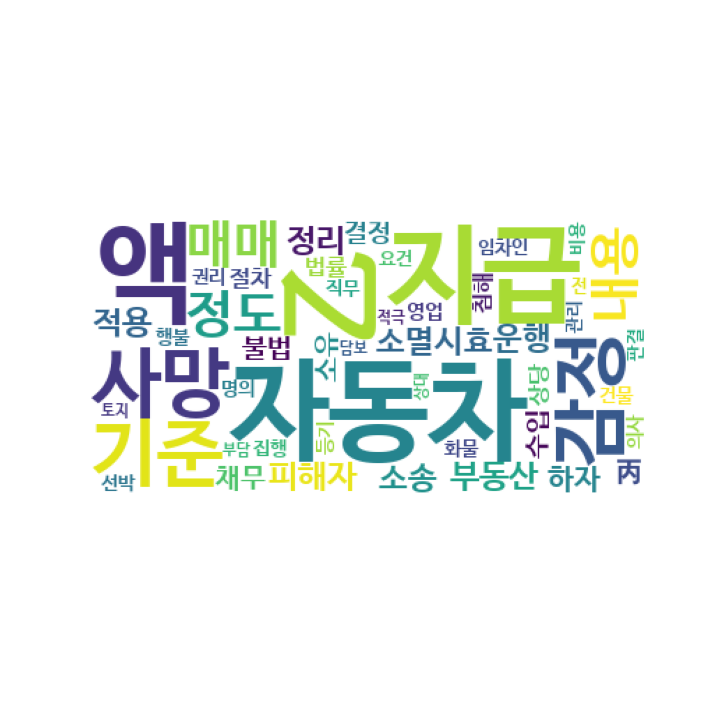 액
매매
정리
결정
지급
임차인
비용
내용
권리
절차
법률
요건
직무
침해
전
관리
적용
행불
정도
2
적극
영업
판결
불법
소유
담보
소멸시효
운행
감정
사망
명의
자동차
상대
상당
건물
토지
기준
부담
집행
등기
화물
수입
의사
선박
채무
피해자
소송
부동산
하자